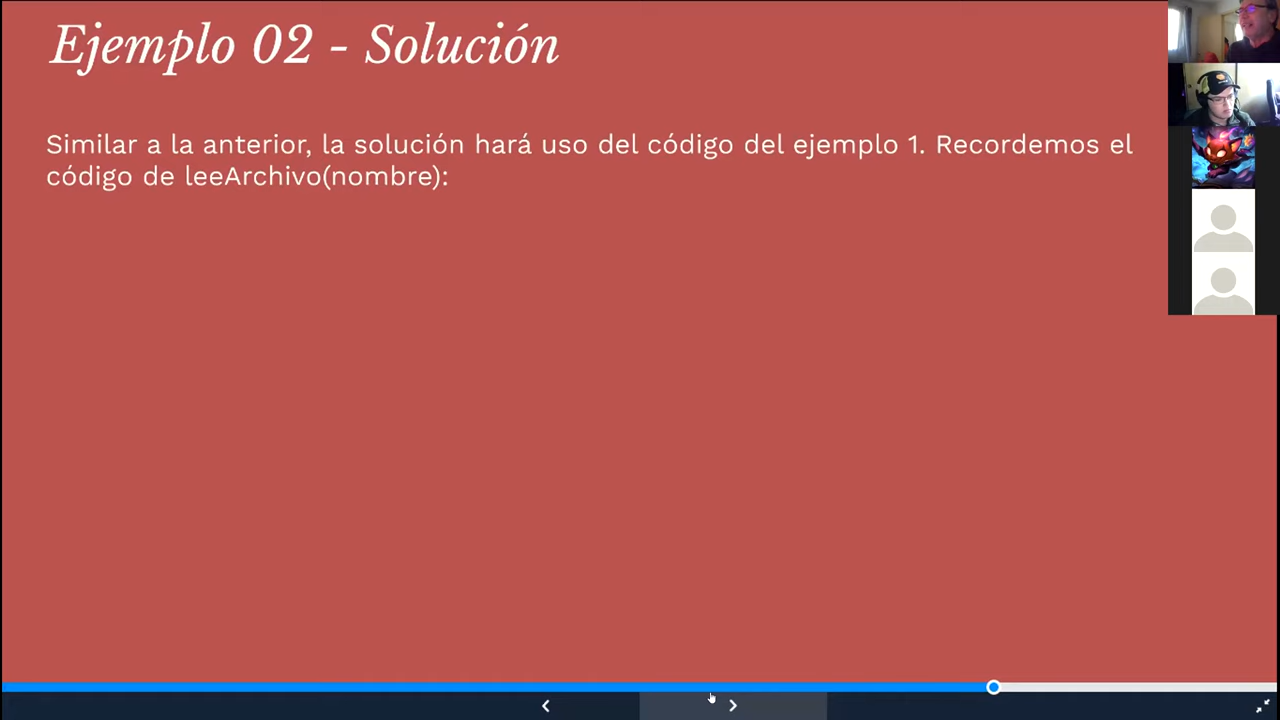 Ejemplo 02 - Solución
Similar a la anterior, la solución hará uso del código del ejemplo 1. Recordemos el
código de leeArchivo(nombre):